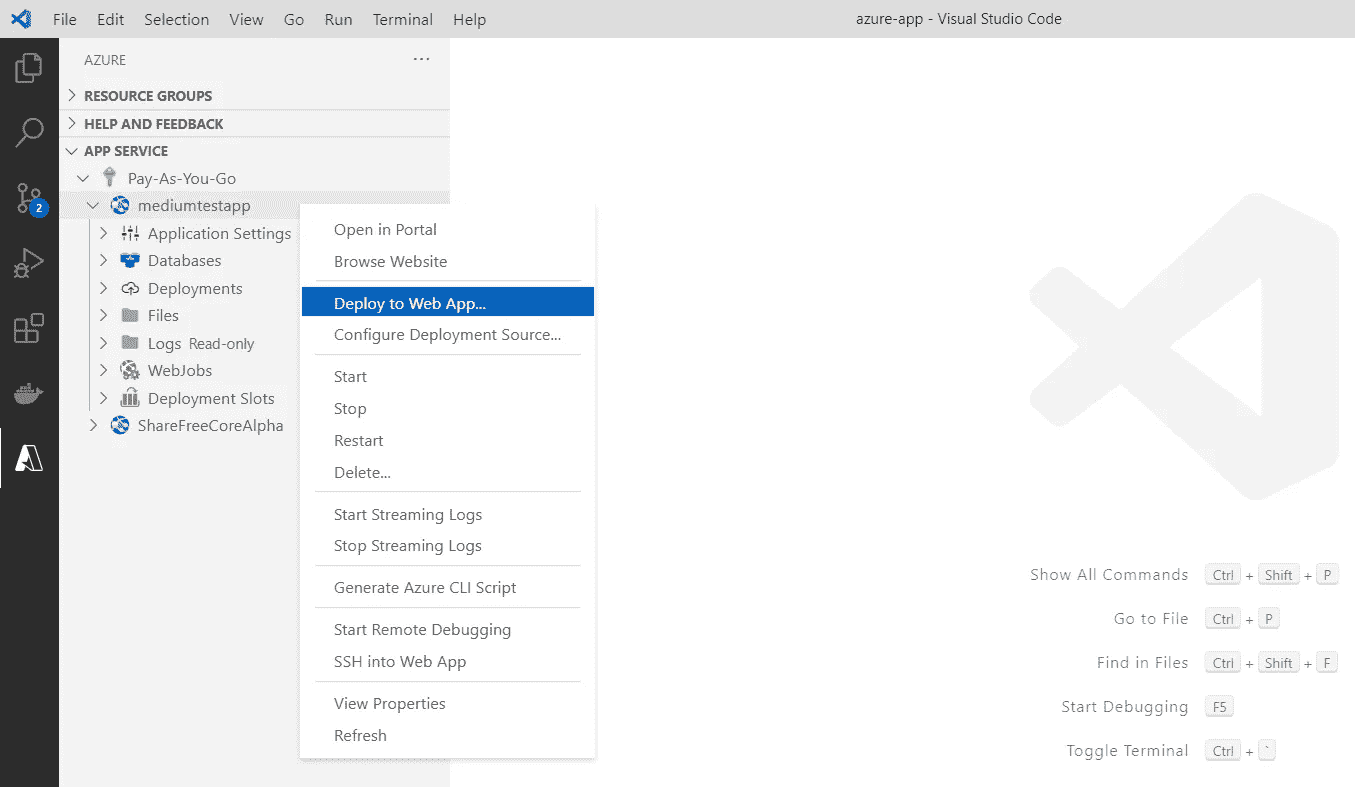 File Edit Selection View Go Run Terminal Help azure-app - Visual Studio Code
AZURE
RESOURCE GROUPS
HELP AND FEEDBACK
APP SERVICE
Pay-As-You-Go
mediumtestapp
Application Settings
Databases
Deployments
Files
Logs Read-only
WebJobs
Deployment Slots
ShareFreeCoreAlpha
2
Open in Portal
Browse Website
Deploy to Web App...
Configure Deployment Source...
Start
Stop
Restart
Delete...
Start Streaming Logs
Stop Streaming Logs
Generate Azure CLI Script
Start Remote Debugging
SSH into Web App
View Properties
Refresh
Show All Commands Ctrl + Shift + P
Go to File Ctrl + P
Find in Files Ctrl + Shift + F
Start Debugging F5
Toggle Terminal Ctrl + `